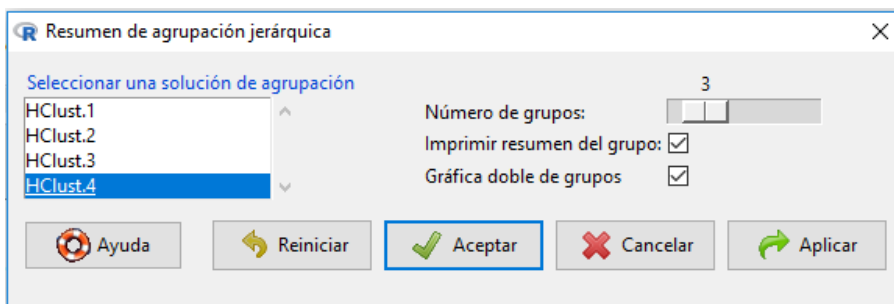 Resumen de agrupación jerárquica
Seleccionar una solución de agrupación
HClust.1
HClust.2
HClust.3
HClust.4
3
Número de grupos:
Imprimir resumen del grupo:
Gráfica doble de grupos
Ayuda
Reiniciar
Aceptar
Cancelar
Aplicar